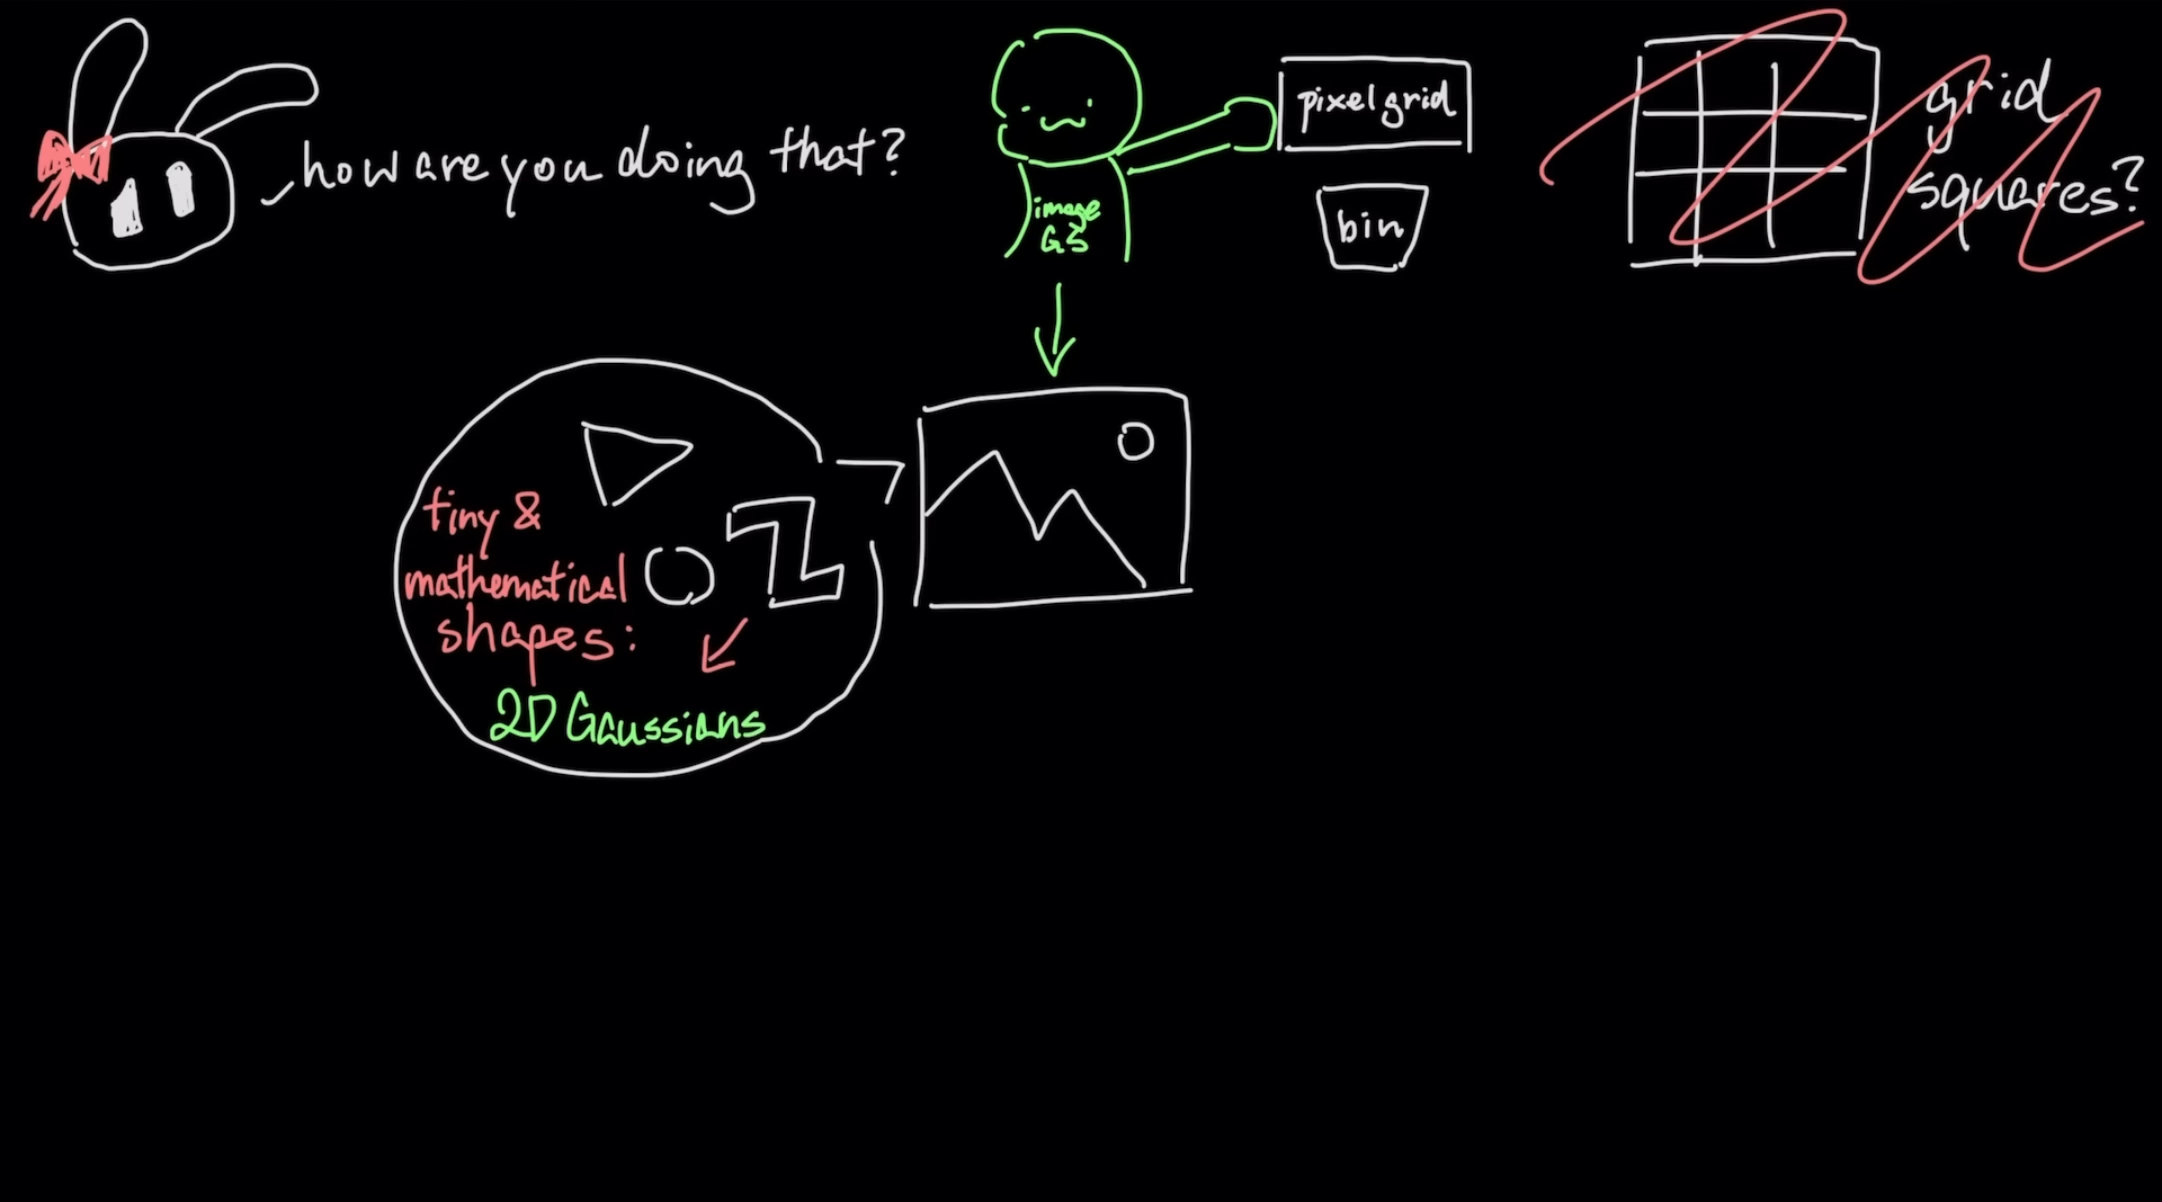 how are you doing that?
image
GS
pixel grid
bin
grid
squares?
tiny &
mathematical
shapes:
2D Gaussians